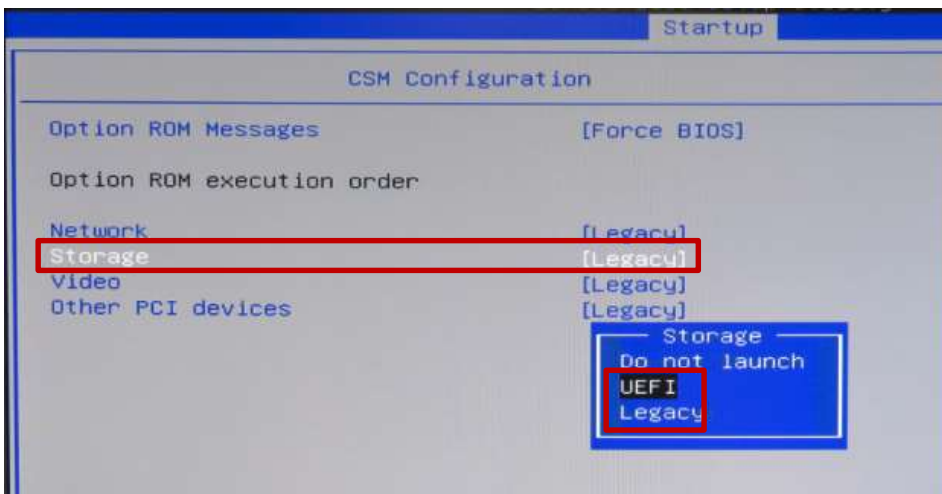 Startup
CSM Configuration
Option ROM Messages [Force BIOS]
Option ROM execution order
Network [Legacy]
Storage [Legacy]
Video [Legacy]
Other PCI devices [Legacy]
Storage
Do not launch
UEFI
Legacy